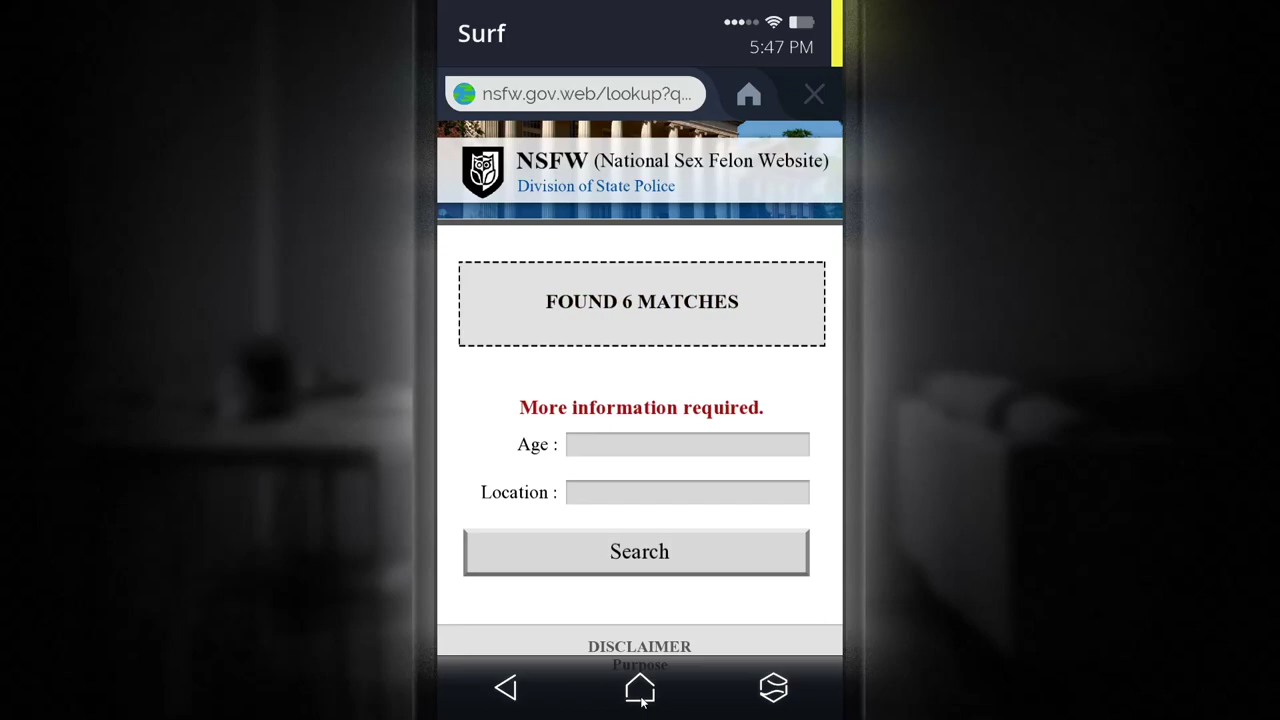 Surf
5:47 PM
nsfw.gov.web/lookup?q...
NSFW (National Sex Felon Website)
Division of State Police
FOUND 6 MATCHES
More information required.
Age :
Location :
Search
DISCLAIMER
Purpose